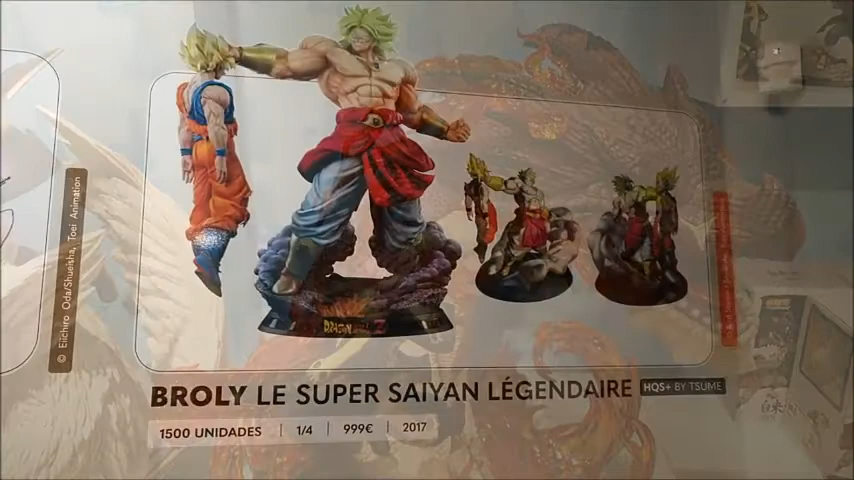 © Eiichiro Oda/Shueisha, Toei Animation
BROLY LE SUPER SAIYAN LÉGENDAIRE
HQS+ BY TSUME
1500 UNIDADES | 1/4 | 999€ | 2017